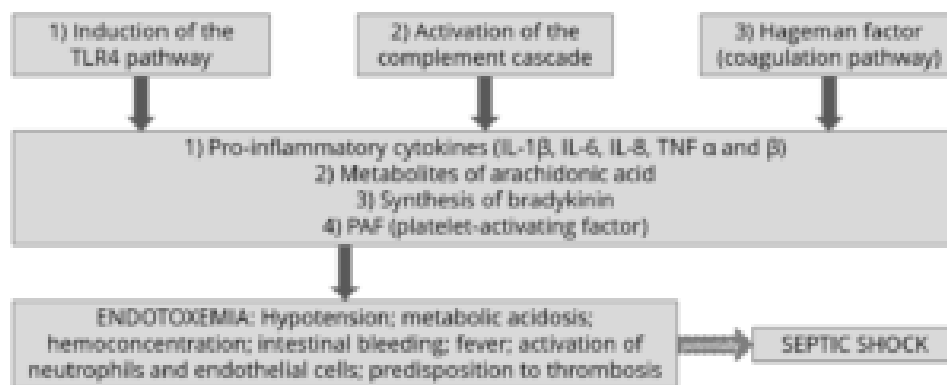 1) Induction of the
TLR4 pathway
2) Activation of the
complement cascade
3) Hageman factor
(coagulation pathway)
1) Pro-inflammatory cytokines (IL-1β, IL-6, IL-8, TNF α and β)
2) Metabolites of arachidonic acid
3) Synthesis of bradykinin
4) PAF (platelet-activating factor)
ENDOTOXEMIA: Hypotension; metabolic acidosis;
hemoconcentration; intestinal bleeding; fever; activation of
neutrophils and endothelial cells; predisposition to thrombosis
SEPTIC SHOCK